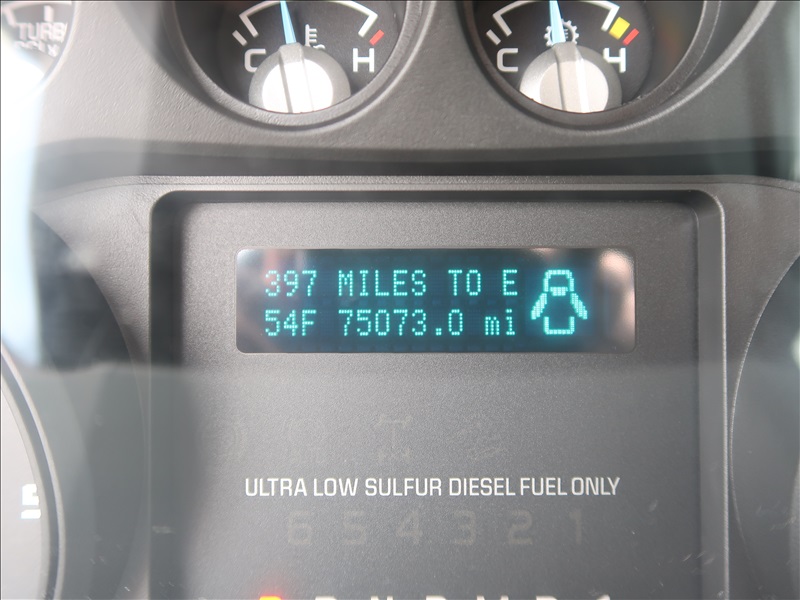 TURB
C H
C H
397 MILES TO E
54F 75073.0 mi
ULTRA LOW SULFUR DIESEL FUEL ONLY
6 5 4 3 2 1